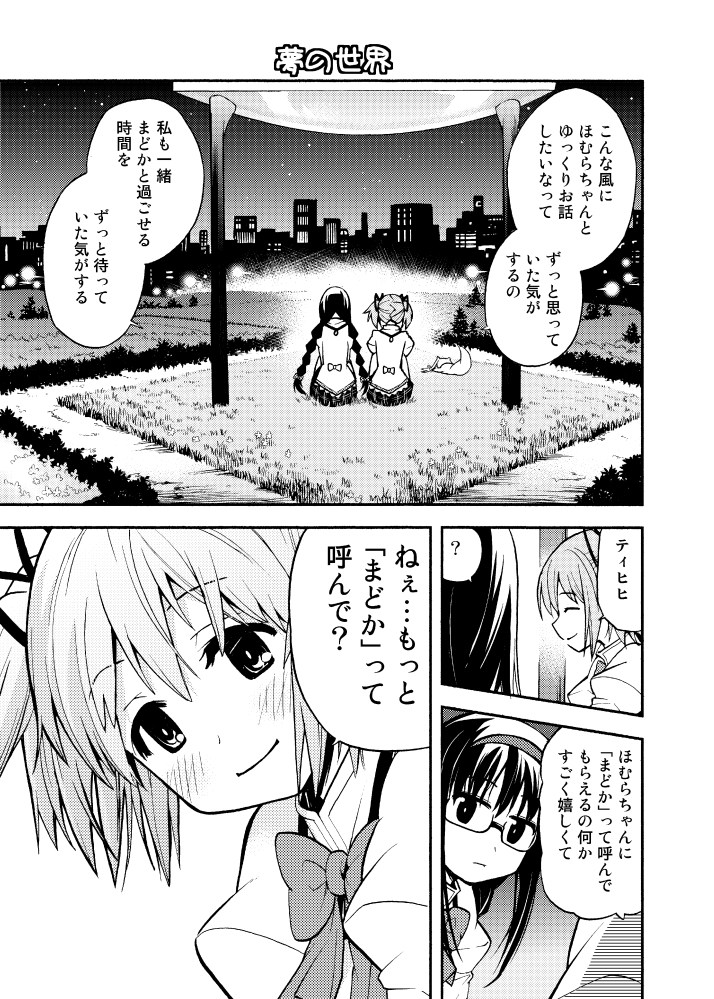 夢の世界
こんな風に
ほむらちゃんと
ゆっくりお話
したいなって
ずっと思って
いた気が
するの
私も一緒
まどかと過ごせる
時間を
ずっと待って
いた気がする
ティヒヒ
？
ほむらちゃんに
「まどか」って呼んで
もらえるの何か
すごく嬉しくて
ねぇ…もっと
「まどか」って
呼んで？